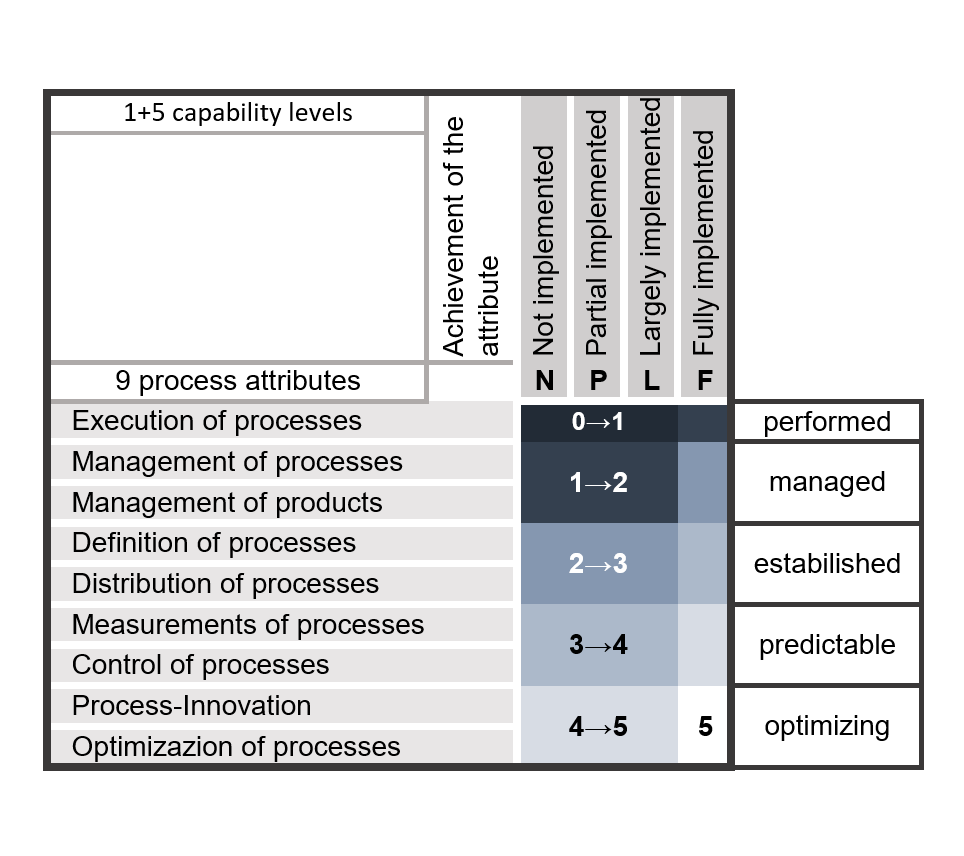 1+5 capability levels
Achievement of the
attribute
Not implemented
Partial implemented
Largely implemented
Fully implemented
9 process attributes
N P L F
Execution of processes
0→1
performed
Management of processes
Management of products
1→2
managed
Definition of processes
Distribution of processes
2→3
estabilished
Measurements of processes
Control of processes
3→4
predictable
Process-Innovation
Optimizazion of processes
4→5
5
optimizing